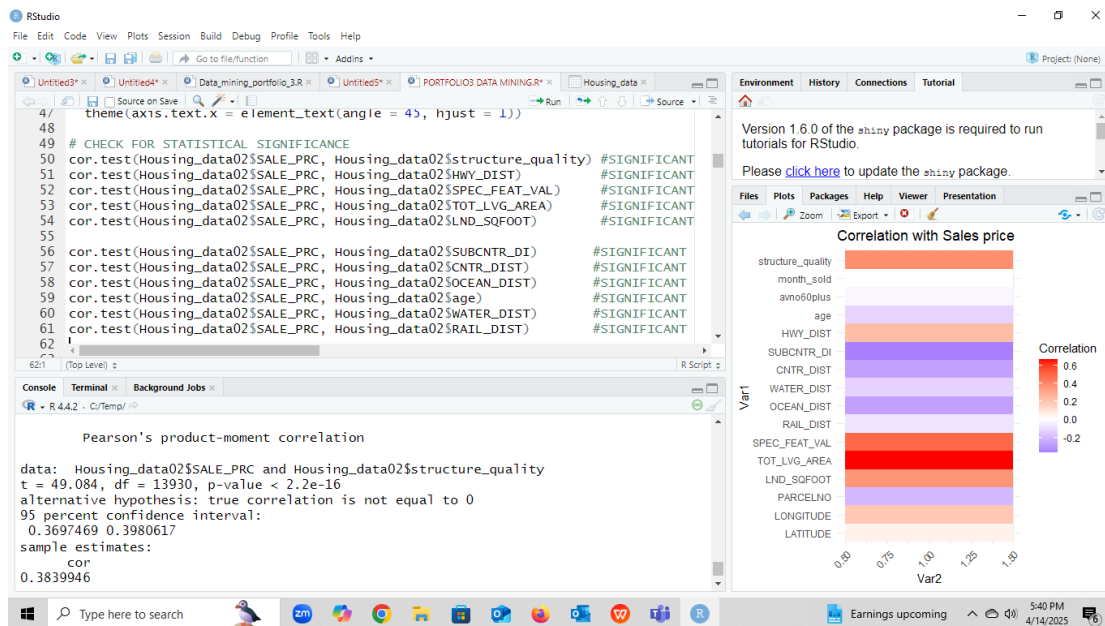 RStudio
File Edit Code View Plots Session Build Debug Profile Tools Help
Go to file/function Addins Project: (None)
Untitled3* Untitled4* Data_mining_portfolio_3.R Untitled5* PORTFOLIO3 DATA MINING.R* Housing_data
Source on Save Run Source
47 theme(axis.text.x = element_text(angle = 45, hjust = 1))
48
49 # CHECK FOR STATISTICAL SIGNIFICANCE
50 cor.test(Housing_data02$SALE_PRC, Housing_data02$structure_quality) #SIGNIFICANT
51 cor.test(Housing_data02$SALE_PRC, Housing_data02$HWY_DIST) #SIGNIFICANT
52 cor.test(Housing_data02$SALE_PRC, Housing_data02$SPEC_FEAT_VAL) #SIGNIFICANT
53 cor.test(Housing_data02$SALE_PRC, Housing_data02$TOT_LVG_AREA) #SIGNIFICANT
54 cor.test(Housing_data02$SALE_PRC, Housing_data02$LND_SQFOOT) #SIGNIFICANT
55
56 cor.test(Housing_data02$SALE_PRC, Housing_data02$SUBCNTR_DI) #SIGNIFICANT
57 cor.test(Housing_data02$SALE_PRC, Housing_data02$CNTR_DIST) #SIGNIFICANT
58 cor.test(Housing_data02$SALE_PRC, Housing_data02$OCEAN_DIST) #SIGNIFICANT
59 cor.test(Housing_data02$SALE_PRC, Housing_data02$age) #SIGNIFICANT
60 cor.test(Housing_data02$SALE_PRC, Housing_data02$WATER_DIST) #SIGNIFICANT
61 cor.test(Housing_data02$SALE_PRC, Housing_data02$RAIL_DIST) #SIGNIFICANT
62
62:1 (Top Level) R Script
Console Terminal Background Jobs
R 4.4.2 · C:/Temp/
Pearson's product-moment correlation
data: Housing_data02$SALE_PRC and Housing_data02$structure_quality
t = 49.084, df = 13930, p-value < 2.2e-16
alternative hypothesis: true correlation is not equal to 0
95 percent confidence interval:
0.3697469 0.3980617
sample estimates:
cor
0.3839946
Environment History Connections Tutorial
Version 1.6.0 of the shiny package is required to run
tutorials for RStudio.
Please click here to update the shiny package.
Files Plots Packages Help Viewer Presentation
Zoom Export
Correlation with Sales price
structure_quality
month_sold
avno60plus
age
HWY_DIST
SUBCNTR_DI
CNTR_DIST
WATER_DIST
OCEAN_DIST
RAIL_DIST
SPEC_FEAT_VAL
TOT_LVG_AREA
LND_SQFOOT
PARCELNO
LONGITUDE
LATITUDE
Var1
0.50 0.75 1.00 1.25 1.50
Var2
Correlation
0.6
0.4
0.2
0.0
-0.2
Type here to search
zm
Earnings upcoming
5:40 PM
4/14/2025
6